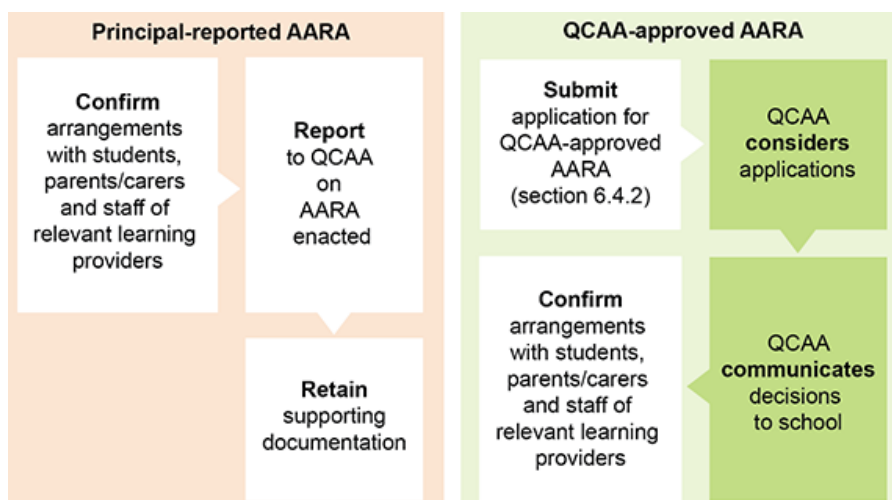 Principal-reported AARA
Confirm
arrangements
with students,
parents/carers
and staff of
relevant learning
providers
Report
to QCAA
on
AARA
enacted
Retain
supporting
documentation
QCAA-approved AARA
Submit
application for
QCAA-approved
AARA
(section 6.4.2)
QCAA
considers
applications
QCAA
communicates
decisions
to school
Confirm
arrangements
with students,
parents/carers
and staff of
relevant learning
providers